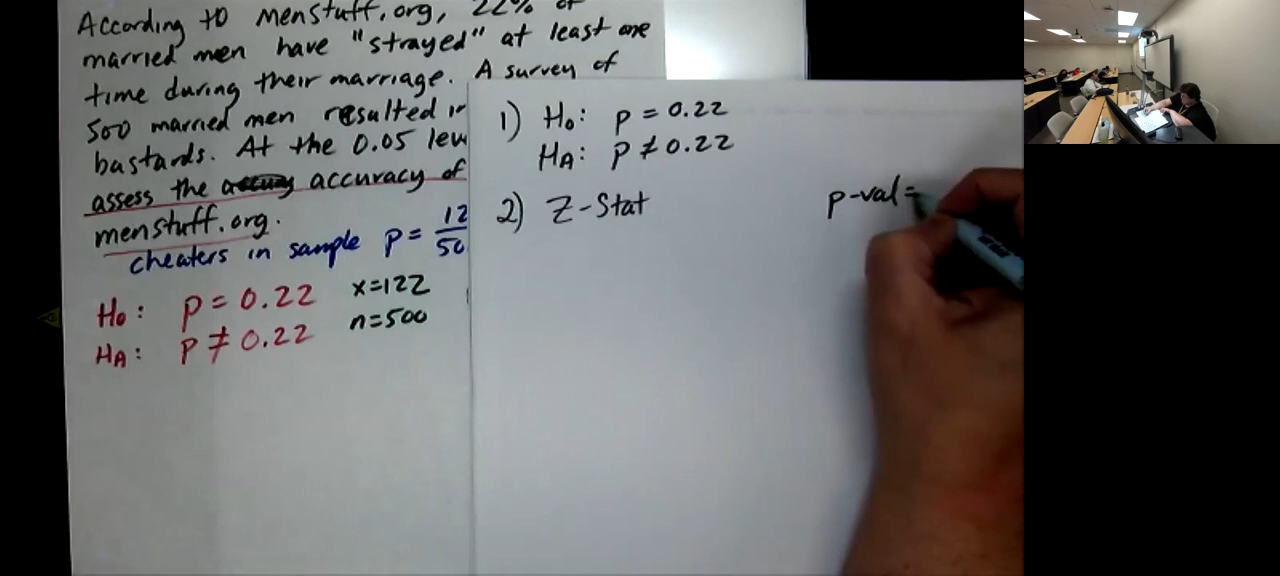 According to menstuff.org, 22% of
married men have "strayed" at least one
time during their marriage. A survey of
500 married men resulted in
bastards. At the 0.05 lev
assess the accuracy of
menstuff.org.
cheaters in sample p = 12/50
H0: p = 0.22 x=122
HA: p ≠ 0.22 n=500
1) H0: p = 0.22
HA: p ≠ 0.22
2) Z-Stat p-val=